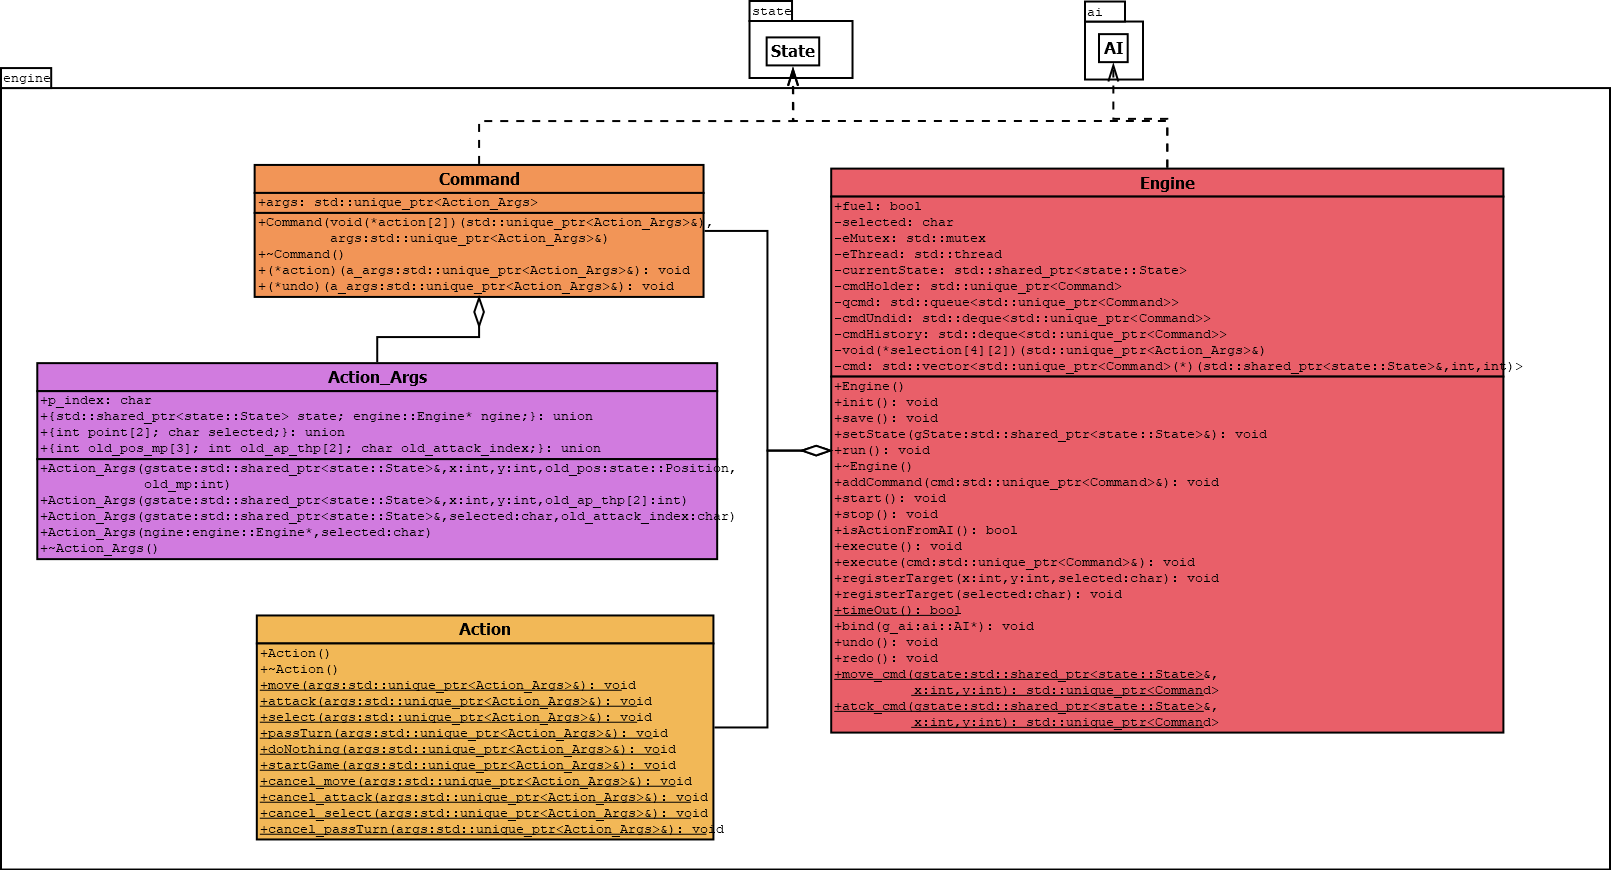 state
State
ai
AI
engine
Command
+args: std::unique_ptr<Action_Args>
+Command(void(*action[2])(std::unique_ptr<Action_Args>&),
args:std::unique_ptr<Action_Args>&)
+~Command()
+(*action)(a_args:std::unique_ptr<Action_Args>&): void
+(*undo)(a_args:std::unique_ptr<Action_Args>&): void
Action_Args
+p_index: char
+{std::shared_ptr<state::State> state; engine::Engine* ngine;}: union
+{int point[2]; char selected;}: union
+{int old_pos_mp[3]; int old_ap_thp[2]; char old_attack_index;}: union
+Action_Args(gstate:std::shared_ptr<state::State>&,x:int,y:int,old_pos:state::Position,
old_mp:int)
+Action_Args(gstate:std::shared_ptr<state::State>&,x:int,y:int,old_ap_thp[2]:int)
+Action_Args(gstate:std::shared_ptr<state::State>&,selected:char,old_attack_index:char)
+Action_Args(ngine:engine::Engine*,selected:char)
+~Action_Args()
Action
+Action()
+~Action()
+move(args:std::unique_ptr<Action_Args>&): void
+attack(args:std::unique_ptr<Action_Args>&): void
+select(args:std::unique_ptr<Action_Args>&): void
+passTurn(args:std::unique_ptr<Action_Args>&): void
+doNothing(args:std::unique_ptr<Action_Args>&): void
+startGame(args:std::unique_ptr<Action_Args>&): void
+cancel_move(args:std::unique_ptr<Action_Args>&): void
+cancel_attack(args:std::unique_ptr<Action_Args>&): void
+cancel_select(args:std::unique_ptr<Action_Args>&): void
+cancel_passTurn(args:std::unique_ptr<Action_Args>&): void
Engine
+fuel: bool
-selected: char
-eMutex: std::mutex
-eThread: std::thread
-currentState: std::shared_ptr<state::State>
-cmdHolder: std::unique_ptr<Command>
-qcmd: std::queue<std::unique_ptr<Command>>
-cmdUndid: std::deque<std::unique_ptr<Command>>
-cmdHistory: std::deque<std::unique_ptr<Command>>
-void(*selection[4][2])(std::unique_ptr<Action_Args>&)
-cmd: std::vector<std::unique_ptr<Command>(*)(std::shared_ptr<state::State>&,int,int)>
+Engine()
+init(): void
+save(): void
+setState(gState:std::shared_ptr<state::State>&): void
+run(): void
+~Engine()
+addCommand(cmd:std::unique_ptr<Command>&): void
+start(): void
+stop(): void
+isActionFromAI(): bool
+execute(): void
+execute(cmd:std::unique_ptr<Command>&): void
+registerTarget(x:int,y:int,selected:char): void
+registerTarget(selected:char): void
+timeOut(): bool
+bind(g_ai:ai::AI*): void
+undo(): void
+redo(): void
+move_cmd(gstate:std::shared_ptr<state::State>&,
x:int,y:int): std::unique_ptr<Command>
+atck_cmd(gstate:std::shared_ptr<state::State>&,
x:int,y:int): std::unique_ptr<Command>